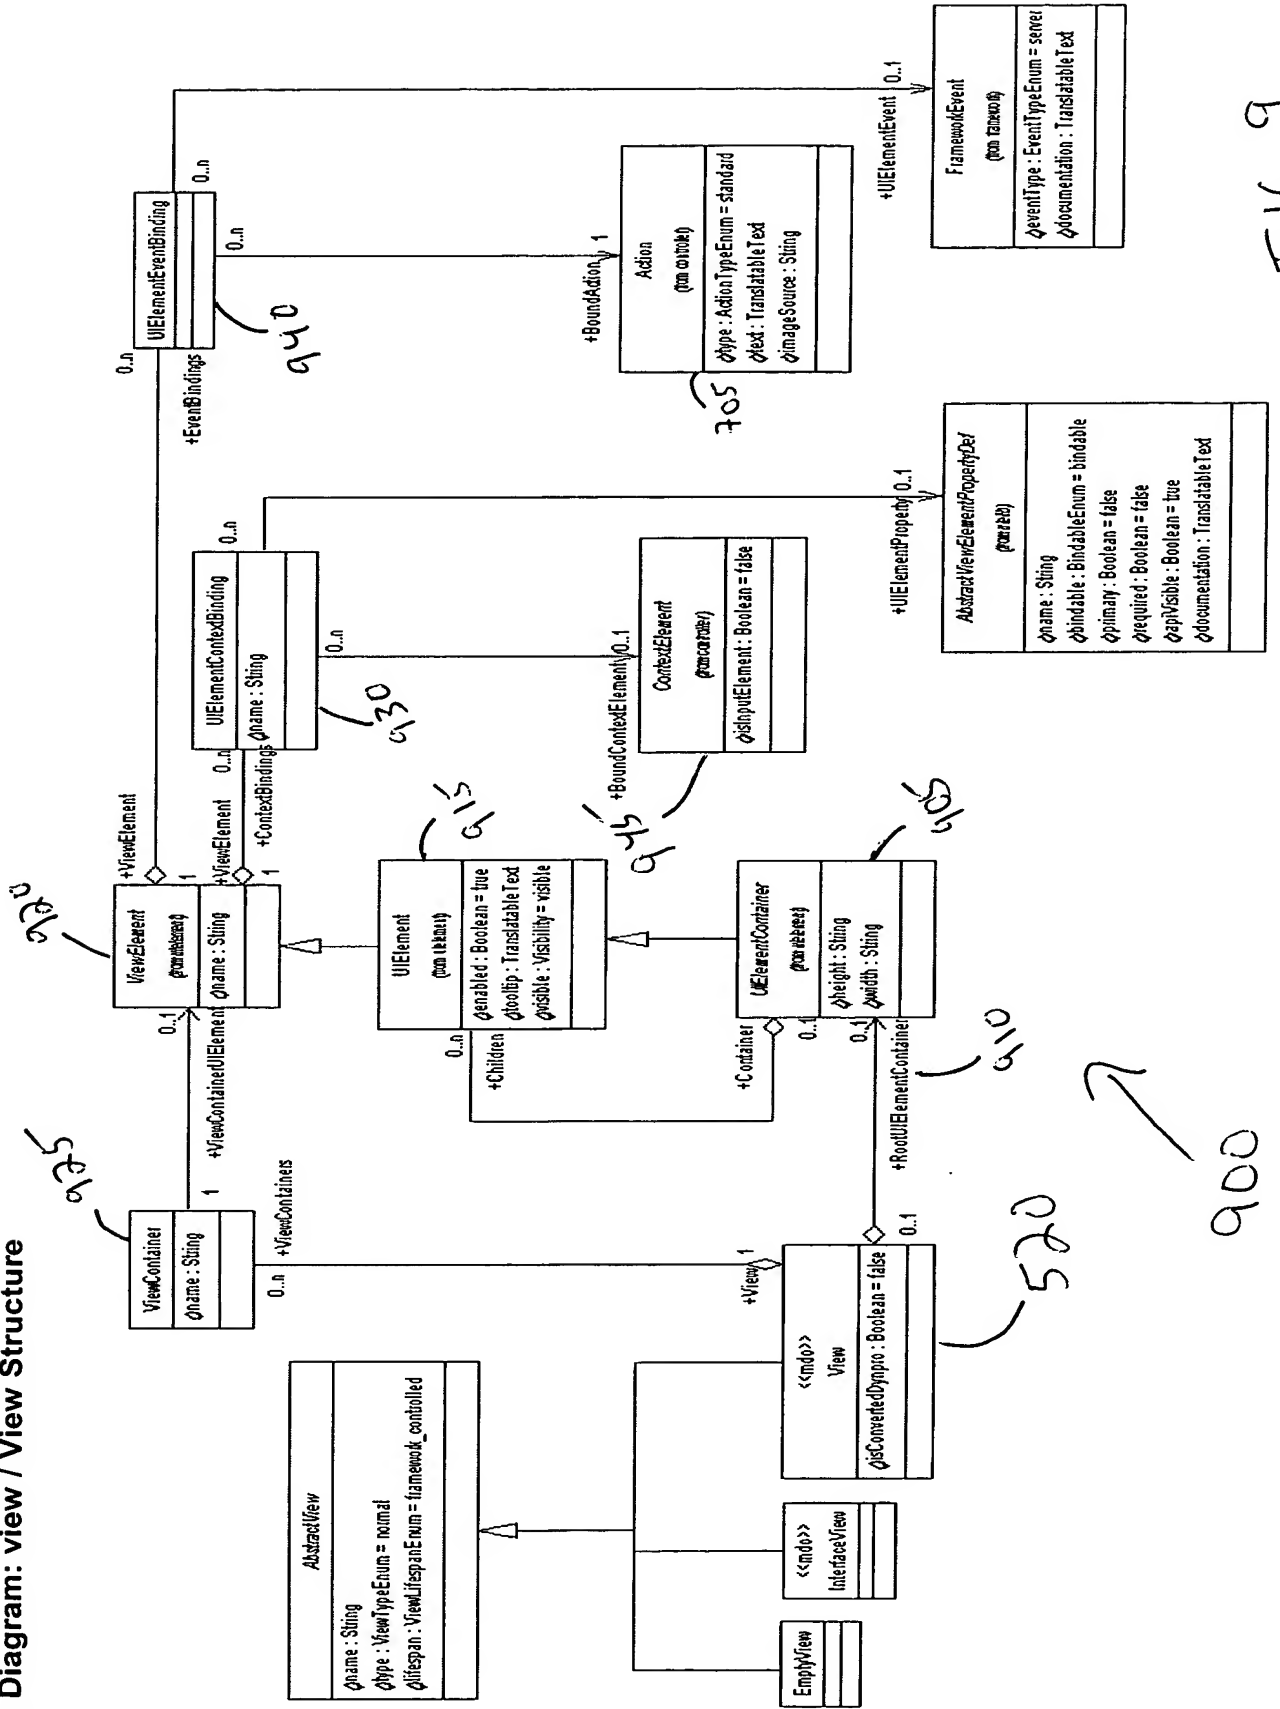 Diagram: view / View Structure
AbstractView
name : String
type : ViewTypeEnum = normal
lifespan : ViewLifespanEnum = framework_controlled
EmptyView
<<mdo>>
InterfaceView
<<mdo>>
View
isConvertedDynpro : Boolean = false
520
925
ViewContainer
name : String
0..n
+ViewContainers
+View
1
1
+ViewContainerUIElement
0..1
0..1
+RootUIElementContainer
0..1
910
900
920
ViewElement
name : String
+ViewElement
1
+ViewElement
1
UIElement
enabled : Boolean = true
tooltip : TranslatableText
visible : Visibility = visible
915
0..n
+Children
+Container
0..1
UIElementContainer
height : String
width : String
905
0..n
+ContextBindings
UIElementContextBinding
name : String
930
0..n
0..n
+BoundContextElement
0..1
ContextElement
isInputElement : Boolean = false
945
+UIElementProperty
0..1
AbstractViewElementPropertyDef
name : String
bindable : BindableEnum = bindable
primary : Boolean = false
required : Boolean = false
apiVisible : Boolean = true
documentation : TranslatableText
0..n
+EventBindings
UIElementEventBinding
940
0..n
0..n
+BoundAction
1
Action
type : ActionTypeEnum = standard
text : TranslatableText
imageSource : String
705
+UIElementEvent
0..1
FrameworkEvent
eventType : EventTypeEnum = server
documentation : TranslatableText
9